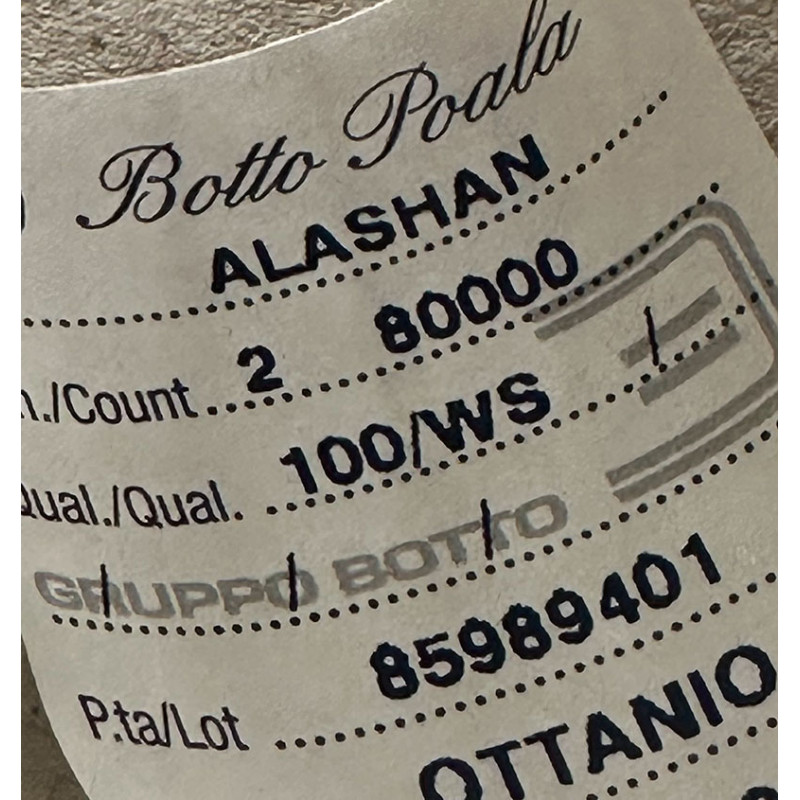 Botto Poala
ALASHAN
n./Count 2 80000
Qual./Qual. 100/WS /
GRUPPO BOTTO / / /
P.ta/Lot 85989401
OTTANIO